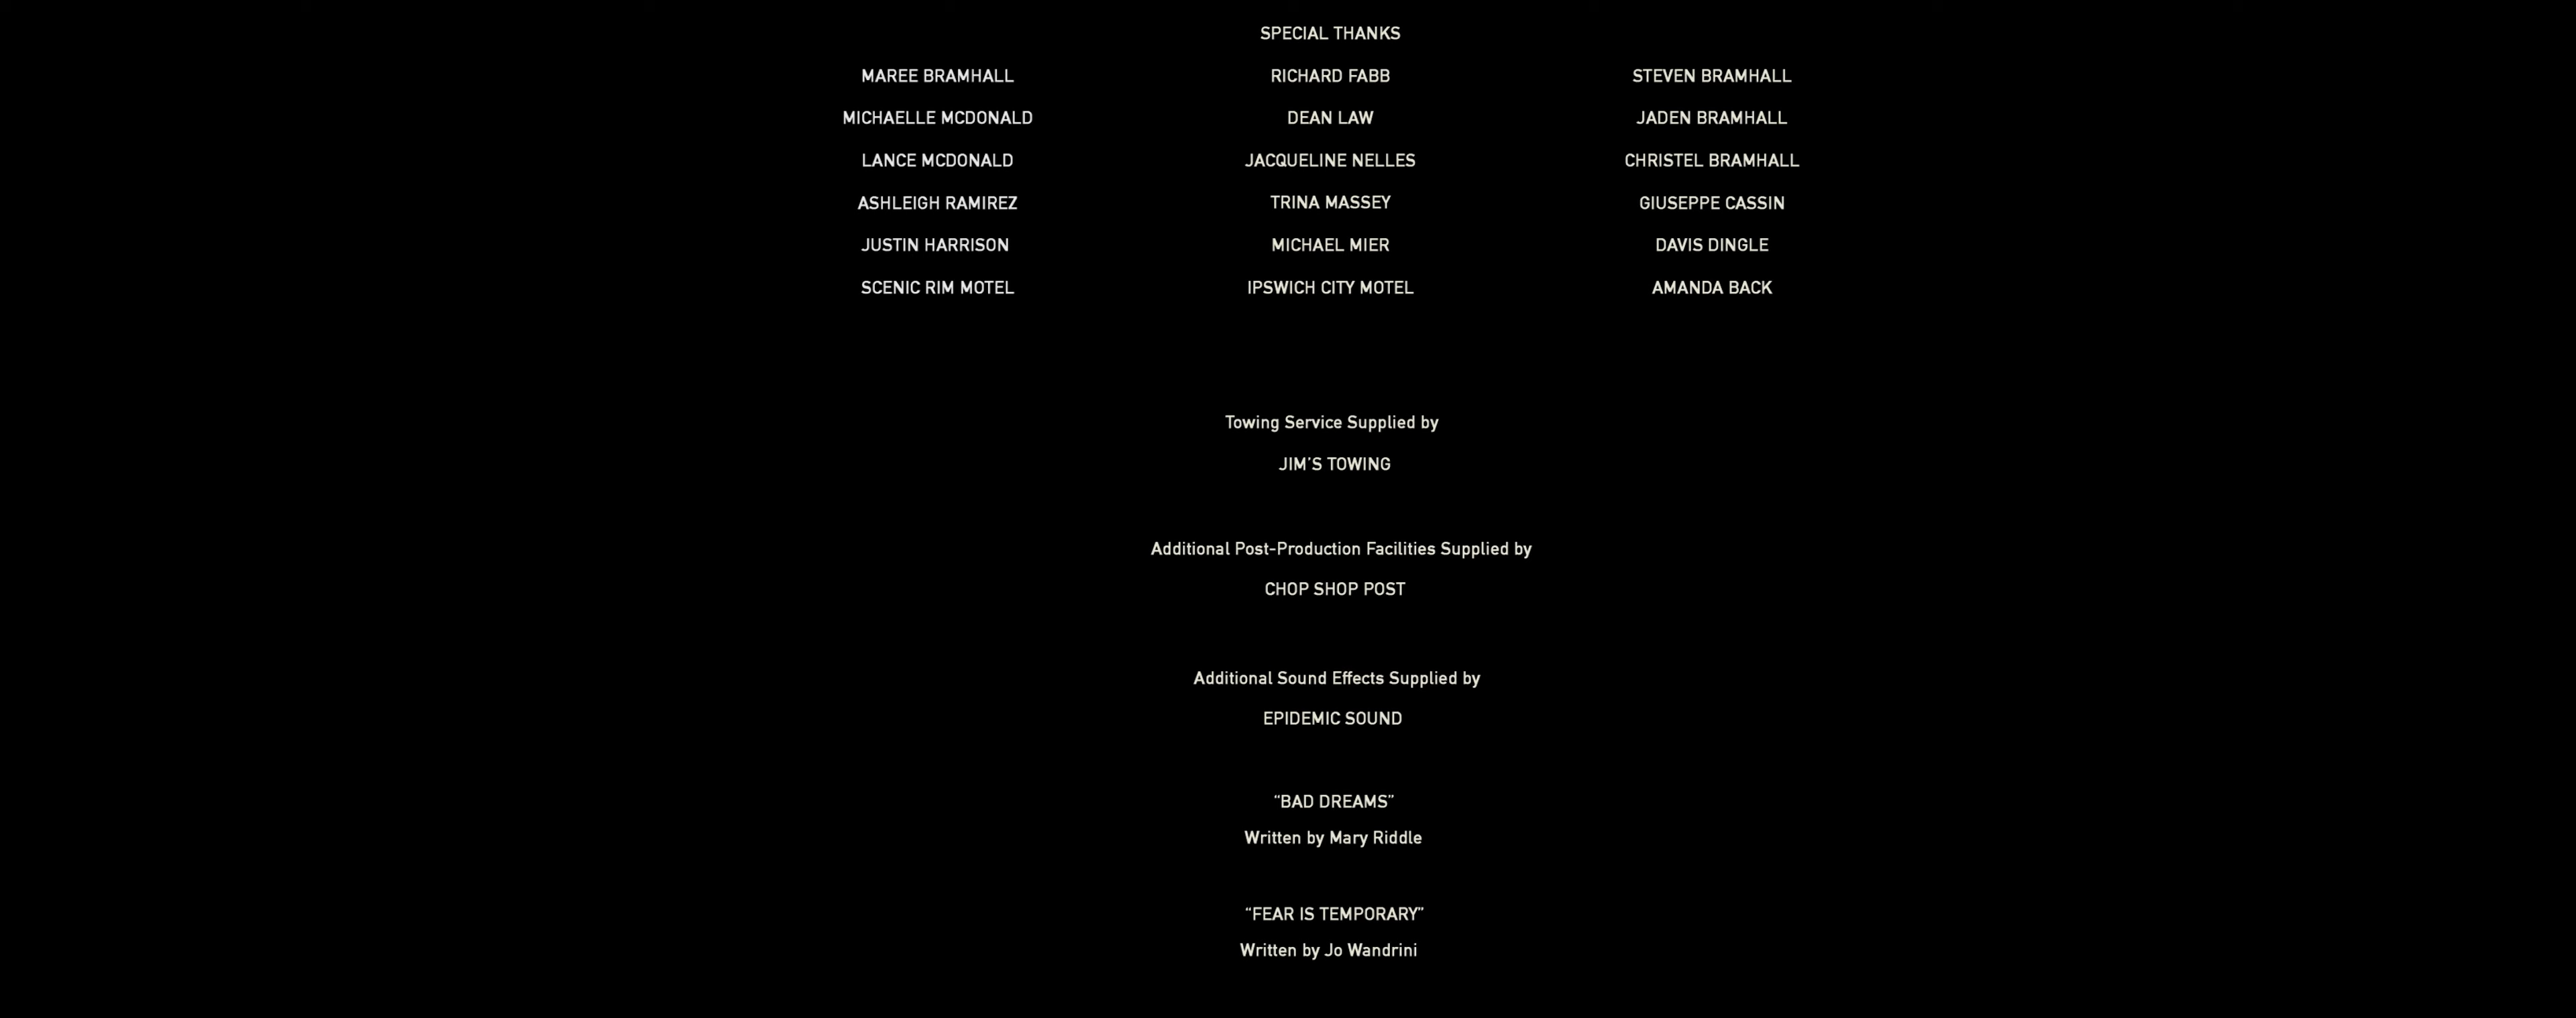 SPECIAL THANKS
MAREE BRAMHALL RICHARD FABB STEVEN BRAMHALL
MICHAELLE MCDONALD DEAN LAW JADEN BRAMHALL
LANCE MCDONALD JACQUELINE NELLES CHRISTEL BRAMHALL
ASHLEIGH RAMIREZ TRINA MASSEY GIUSEPPE CASSIN
JUSTIN HARRISON MICHAEL MIER DAVIS DINGLE
SCENIC RIM MOTEL IPSWICH CITY MOTEL AMANDA BACK
Towing Service Supplied by
JIM'S TOWING
Additional Post-Production Facilities Supplied by
CHOP SHOP POST
Additional Sound Effects Supplied by
EPIDEMIC SOUND
“BAD DREAMS”
Written by Mary Riddle
“FEAR IS TEMPORARY”
Written by Jo Wandrini